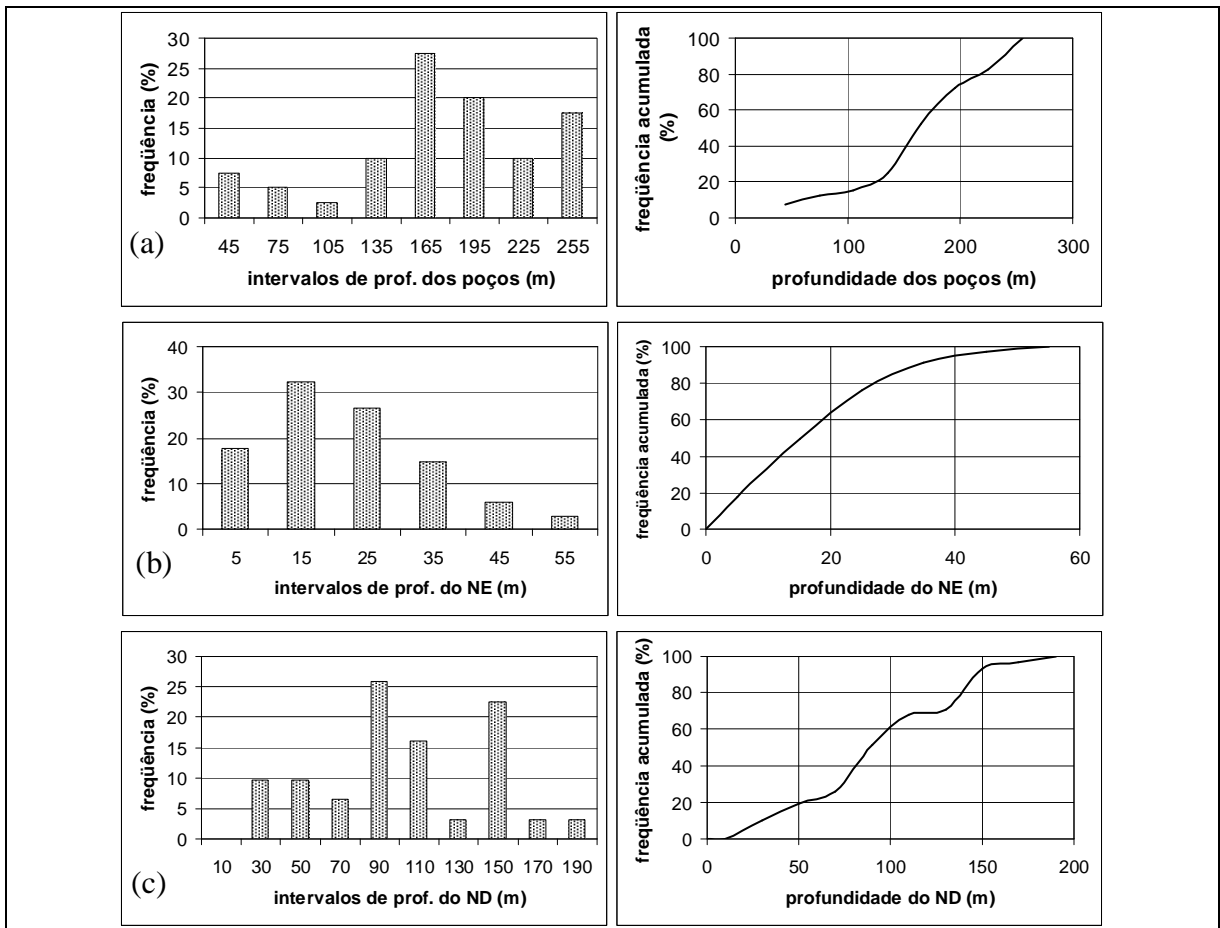 30
25
20
15
10
5
0
freqüência (%)
45 75 105 135 165 195 225 255
intervalos de prof. dos poços (m)
(a)
100
80
60
40
20
0
freqüência acumulada
(%)
0 100 200 300
profundidade dos poços (m)
40
30
20
10
0
freqüência (%)
5 15 25 35 45 55
intervalos de prof. do NE (m)
(b)
100
80
60
40
20
0
freqüência acumulada (%)
0 20 40 60
profundidade do NE (m)
30
25
20
15
10
5
0
freqüência (%)
10 30 50 70 90 110 130 150 170 190
intervalos de prof. do ND (m)
(c)
100
80
60
40
20
0
freqüência acumulada (%)
0 50 100 150 200
profundidade do ND (m)